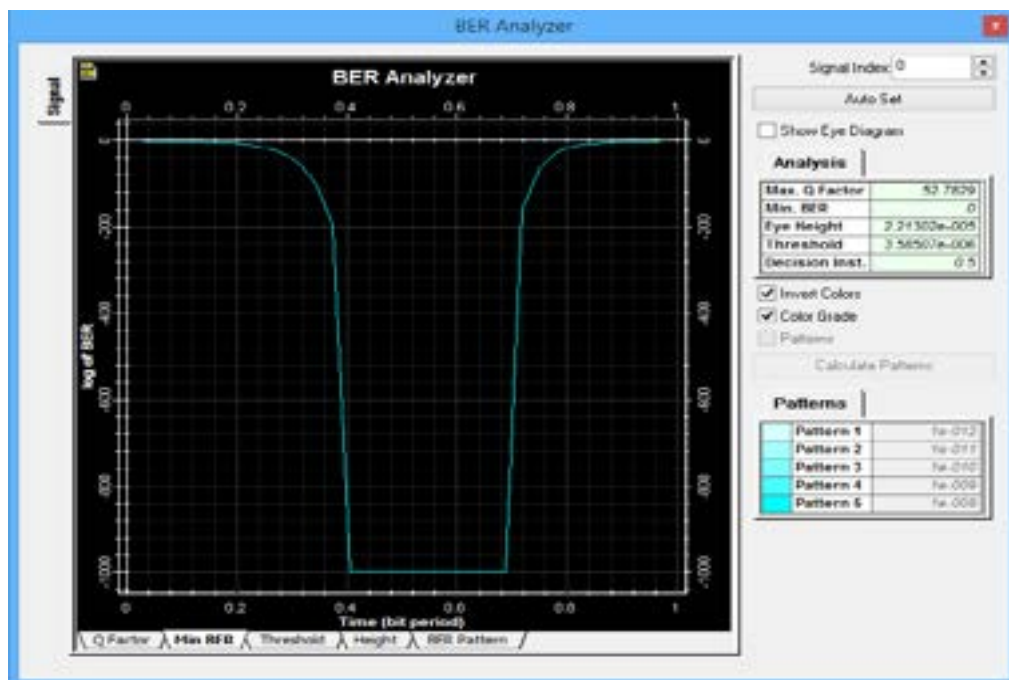 BER Analyzer
Signal
BER Analyzer
0 0.2 0.4 0.6 0.8 1
0 -200 -400 -600 -800 -1000
log of BER
0 -200 -400 -600 -800 -1000
0 0.2 0.4 0.6 0.8 1
Time (bit period)
Q Factor Min BER Threshold Height BER Pattern
Signal Index: 0
Auto Set
Show Eye Diagram
Analysis
Max. Q Factor 52.7829
Min. BER 0
Eye Height 2.21302e-005
Threshold 3.56507e-006
Decision Inst. 0.5
Invert Colors
Color Grade
Patterns
Calculate Patterns
Patterns
Pattern 1 1e-012
Pattern 2 1e-011
Pattern 3 1e-010
Pattern 4 1e-009
Pattern 5 1e-008